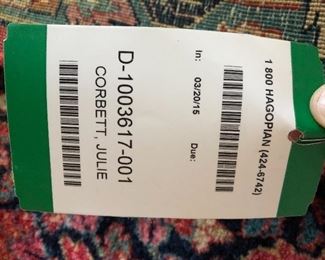 1 800 HAGOPIAN (424-6742)
In: 03/20/15 Due:
D-1003617-001
CORBETT, JULIE